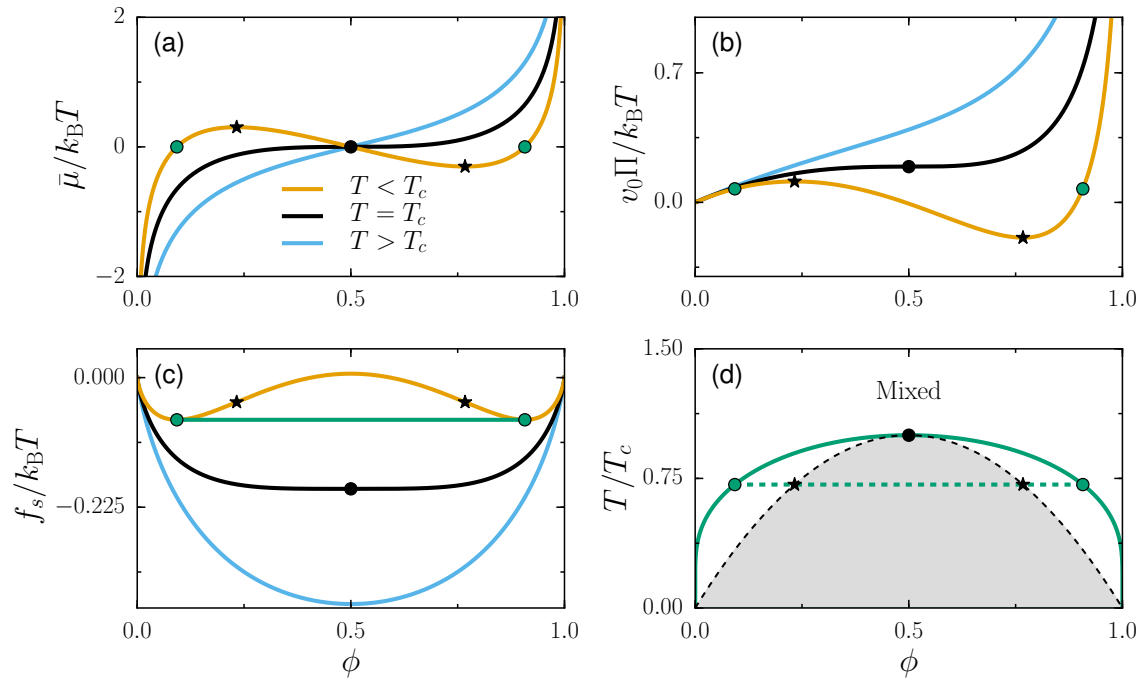 (a)
2
0
−2
μ̄/k_BT
T < T_c
T = T_c
T > T_c
0.0
0.5
1.0
(b)
0.7
0.0
v₀Π/k_BT
0.0
0.5
1.0
(c)
0.000
−0.225
f_s/k_BT
0.0
0.5
1.0
ϕ
(d)
Mixed
1.50
0.75
0.00
T/T_c
0.0
0.5
1.0
ϕ